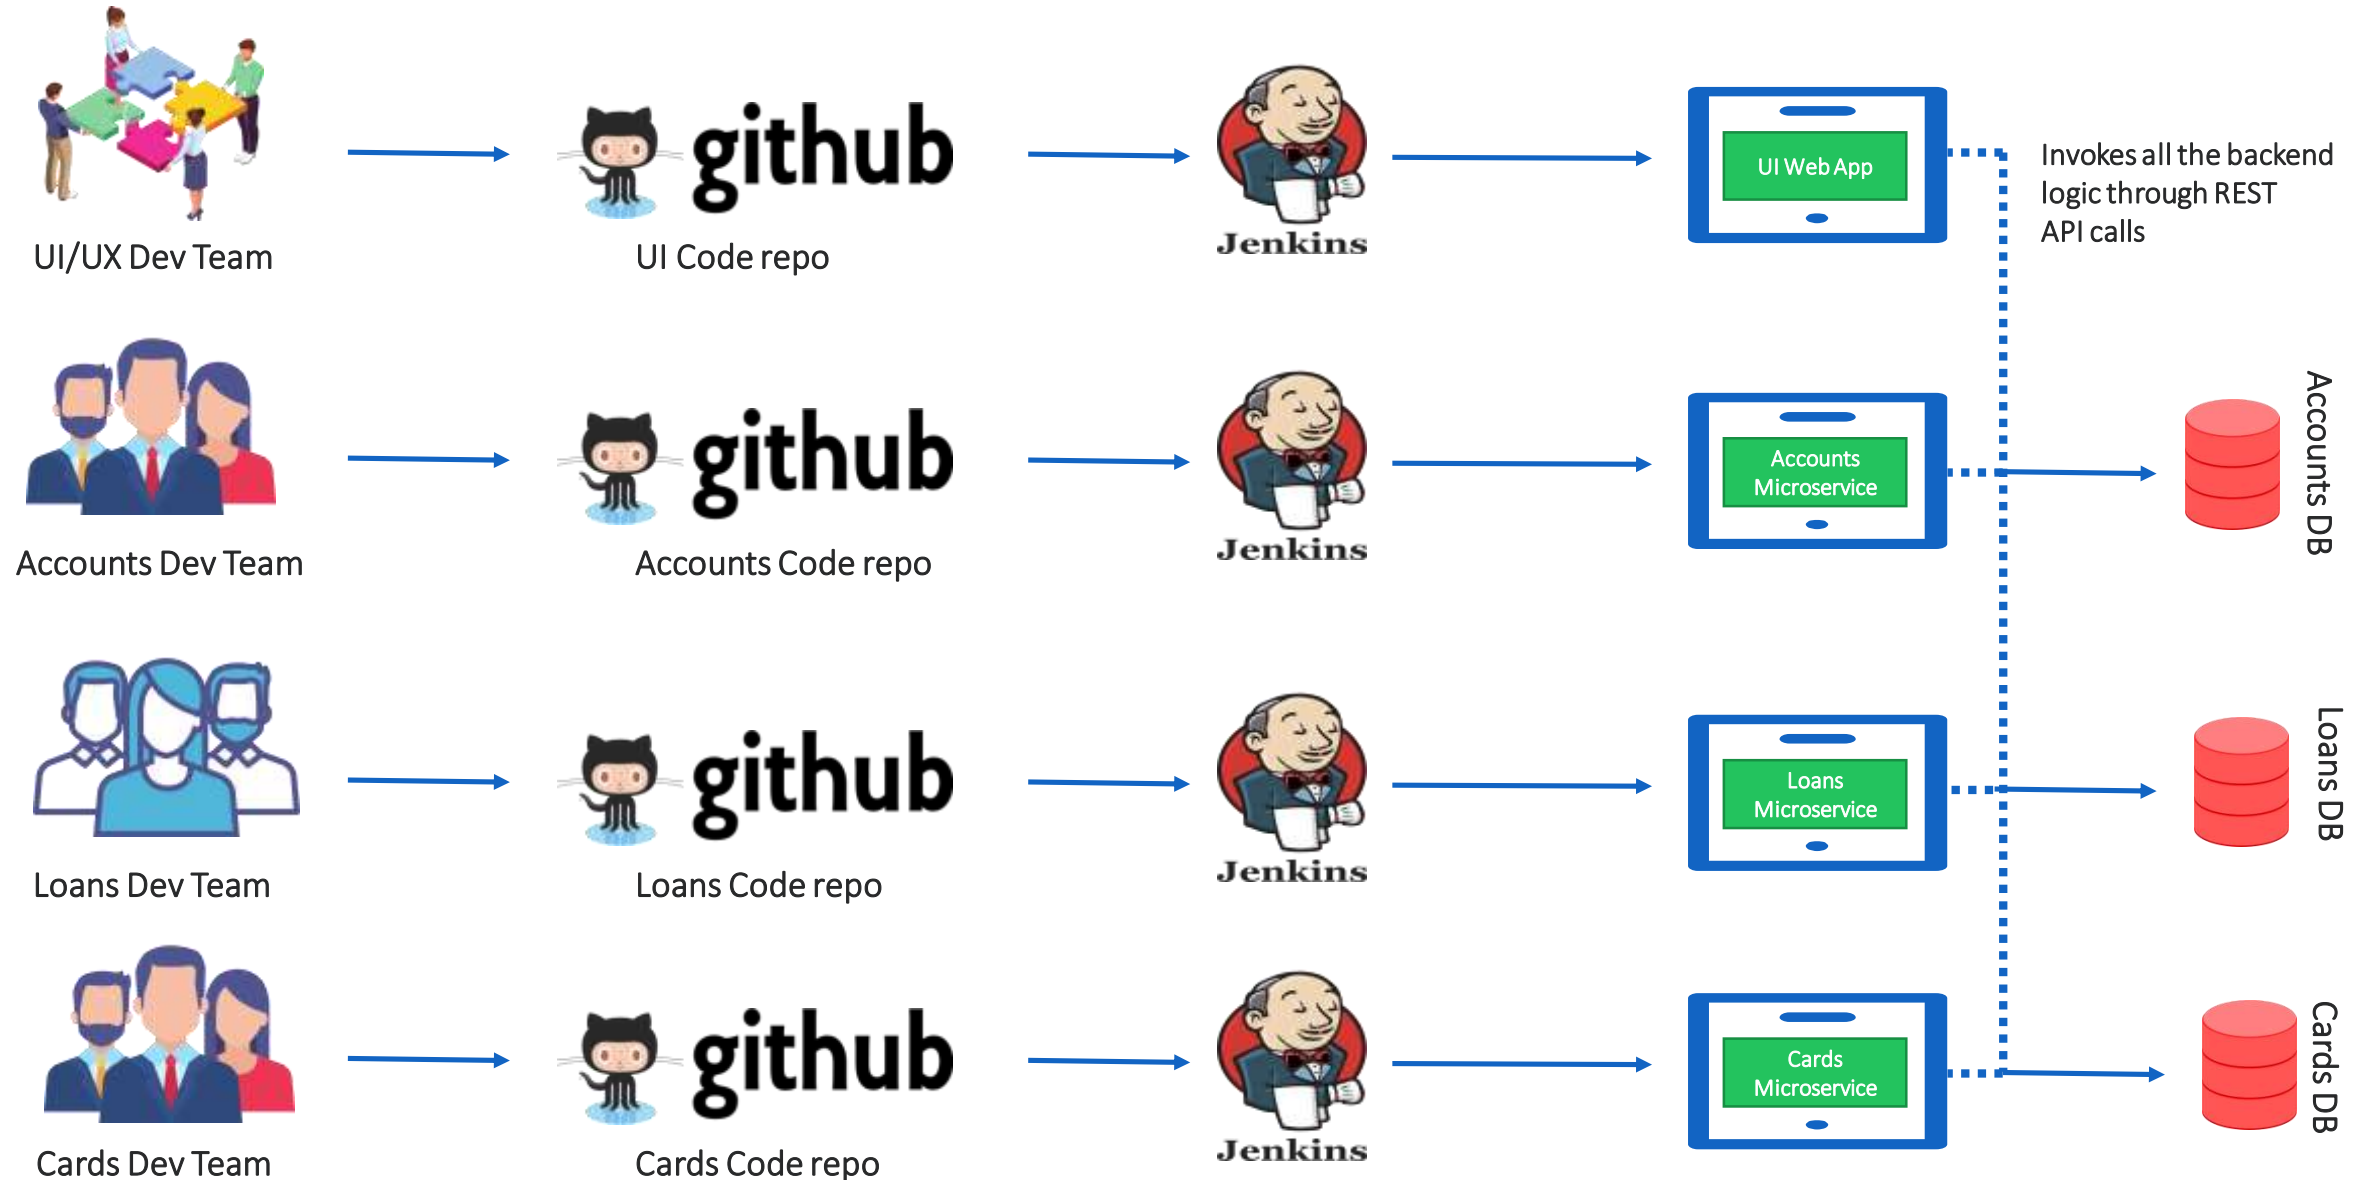 github
Jenkins
UI Web App
Invokes all the backend
logic through REST
API calls
UI/UX Dev Team
UI Code repo
github
Jenkins
Accounts
Microservice
Accounts DB
Accounts Dev Team
Accounts Code repo
github
Jenkins
Loans
Microservice
Loans DB
Loans Dev Team
Loans Code repo
github
Jenkins
Cards
Microservice
Cards DB
Cards Dev Team
Cards Code repo